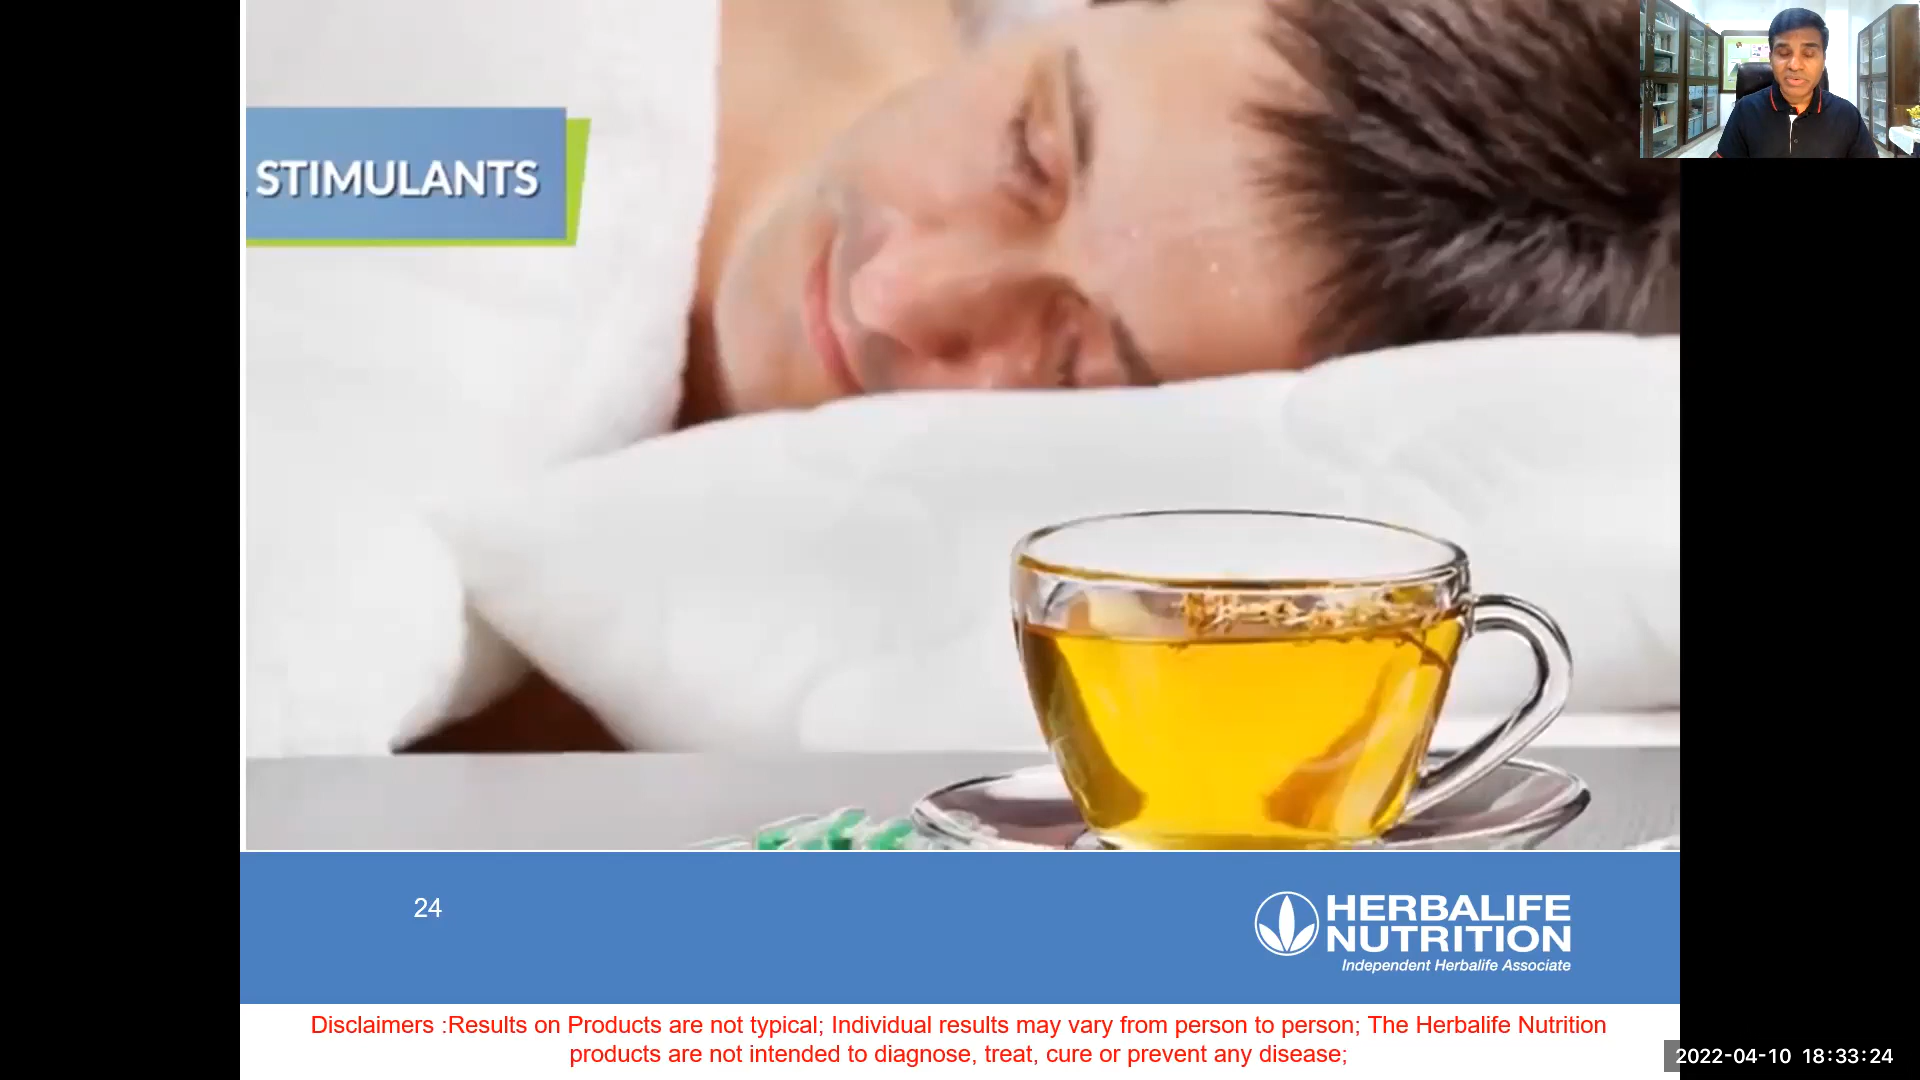 STIMULANTS
24
HERBALIFE
NUTRITION
Independent Herbalife Associate
Disclaimers :Results on Products are not typical; Individual results may vary from person to person; The Herbalife Nutrition
products are not intended to diagnose, treat, cure or prevent any disease;
2022-04-10 18:33:24